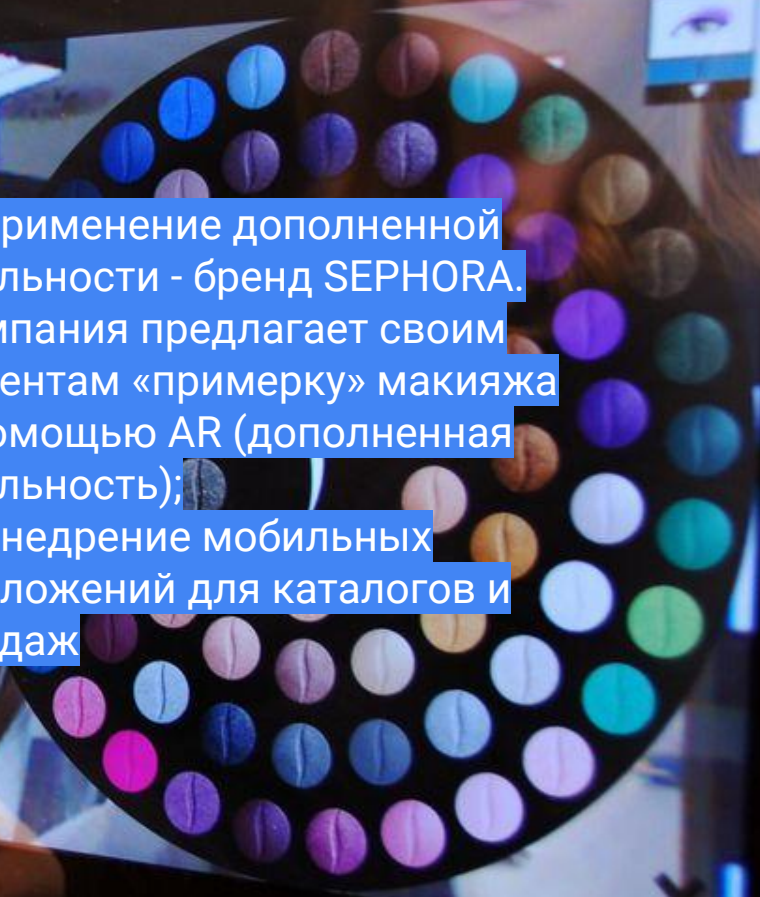 рименение дополненной
льности - бренд SEPHORA.
мпания предлагает своим
ентам «примерку» макияжа
омощью AR (дополненная
льность);
недрение мобильных
ложений для каталогов и
даж